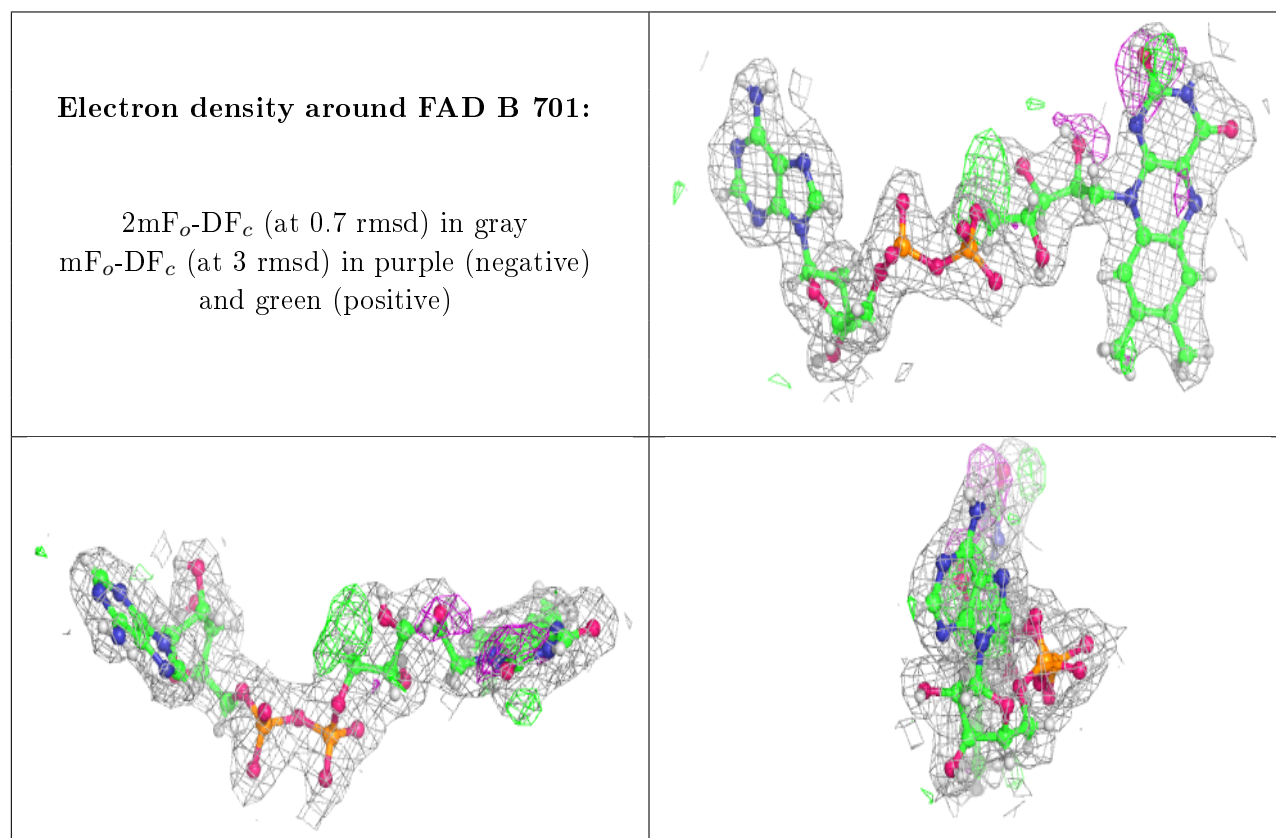 Electron density around FAD B 701:
2mFo-DFc (at 0.7 rmsd) in gray
mFo-DFc (at 3 rmsd) in purple (negative)
and green (positive)